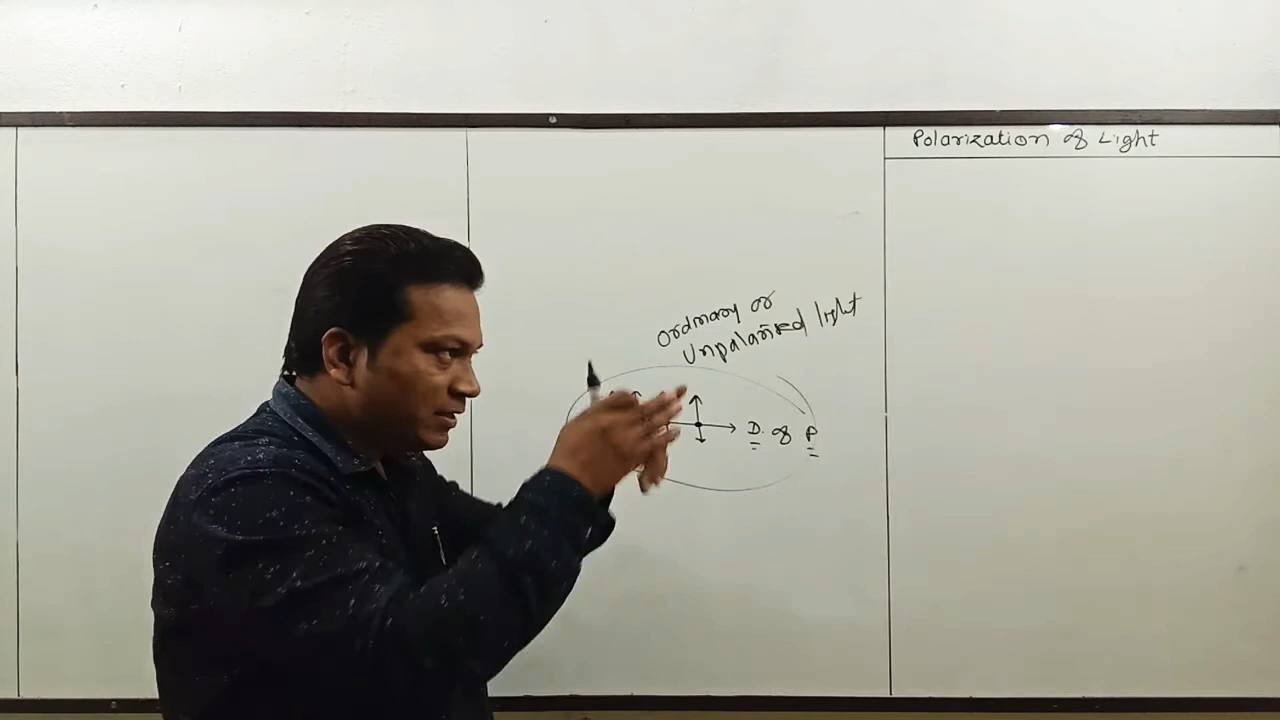 Polarization of Light
Ordinary or
Unpolarized light
D. of P